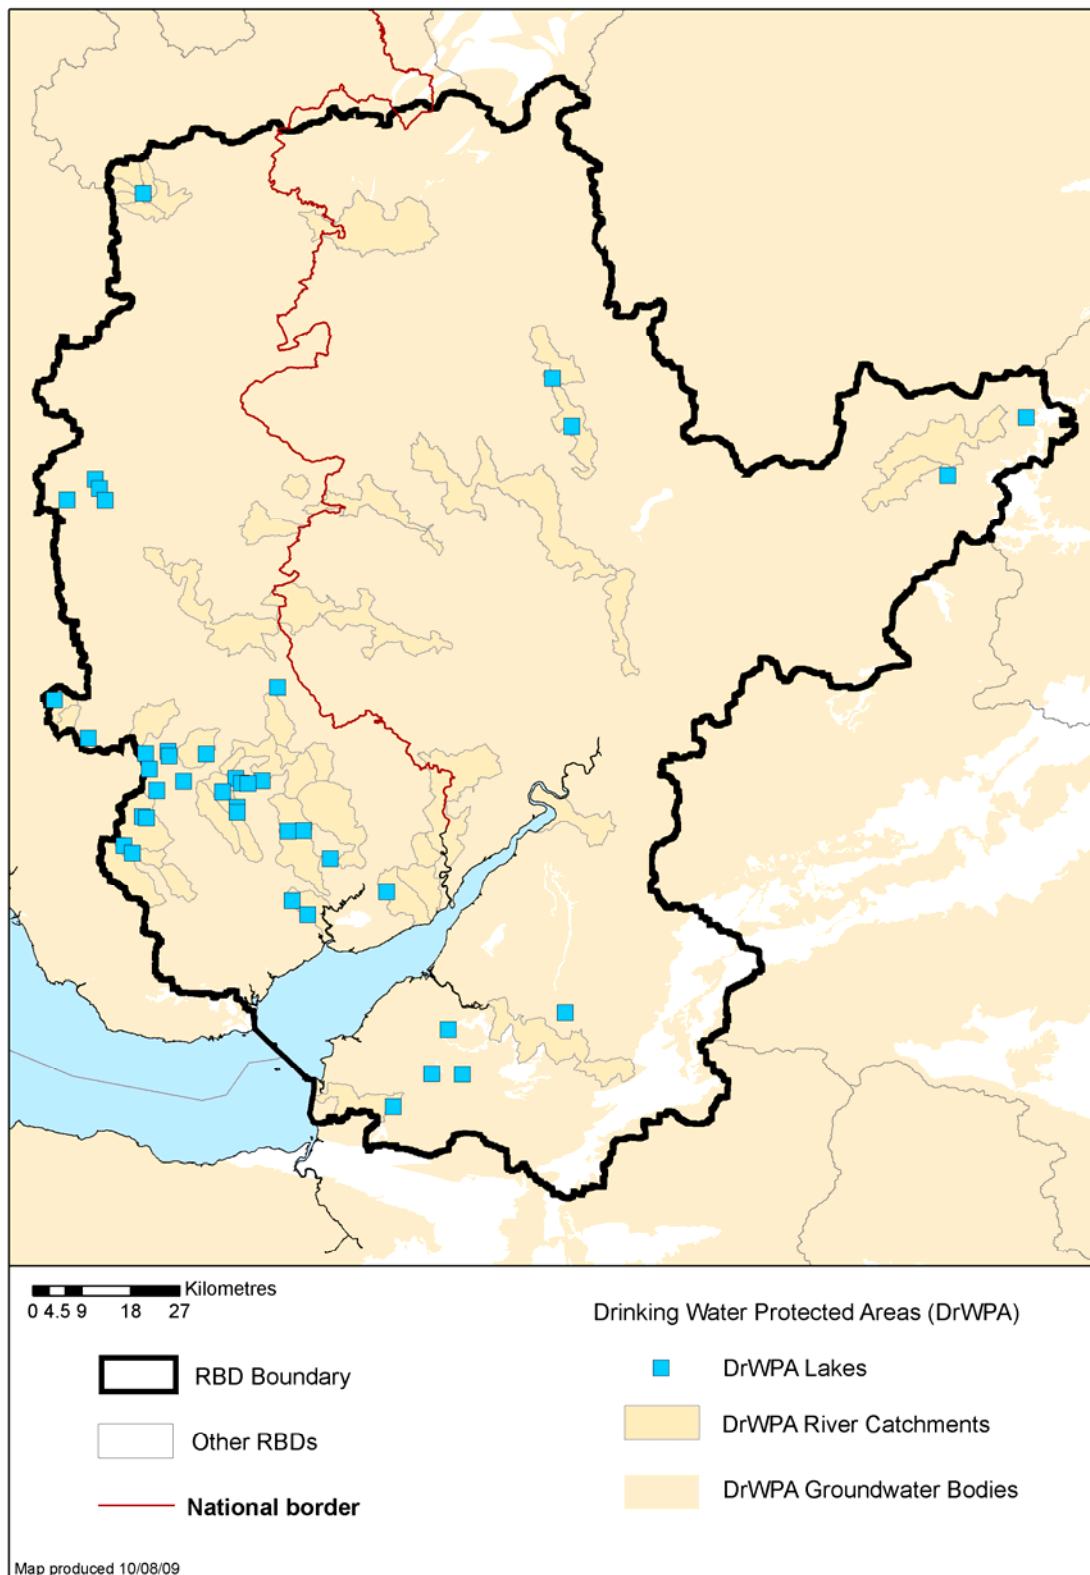 Kilometres
0 4.5 9 18 27
Drinking Water Protected Areas (DrWPA)
RBD Boundary
DrWPA Lakes
Other RBDs
DrWPA River Catchments
National border
DrWPA Groundwater Bodies
Map produced 10/08/09